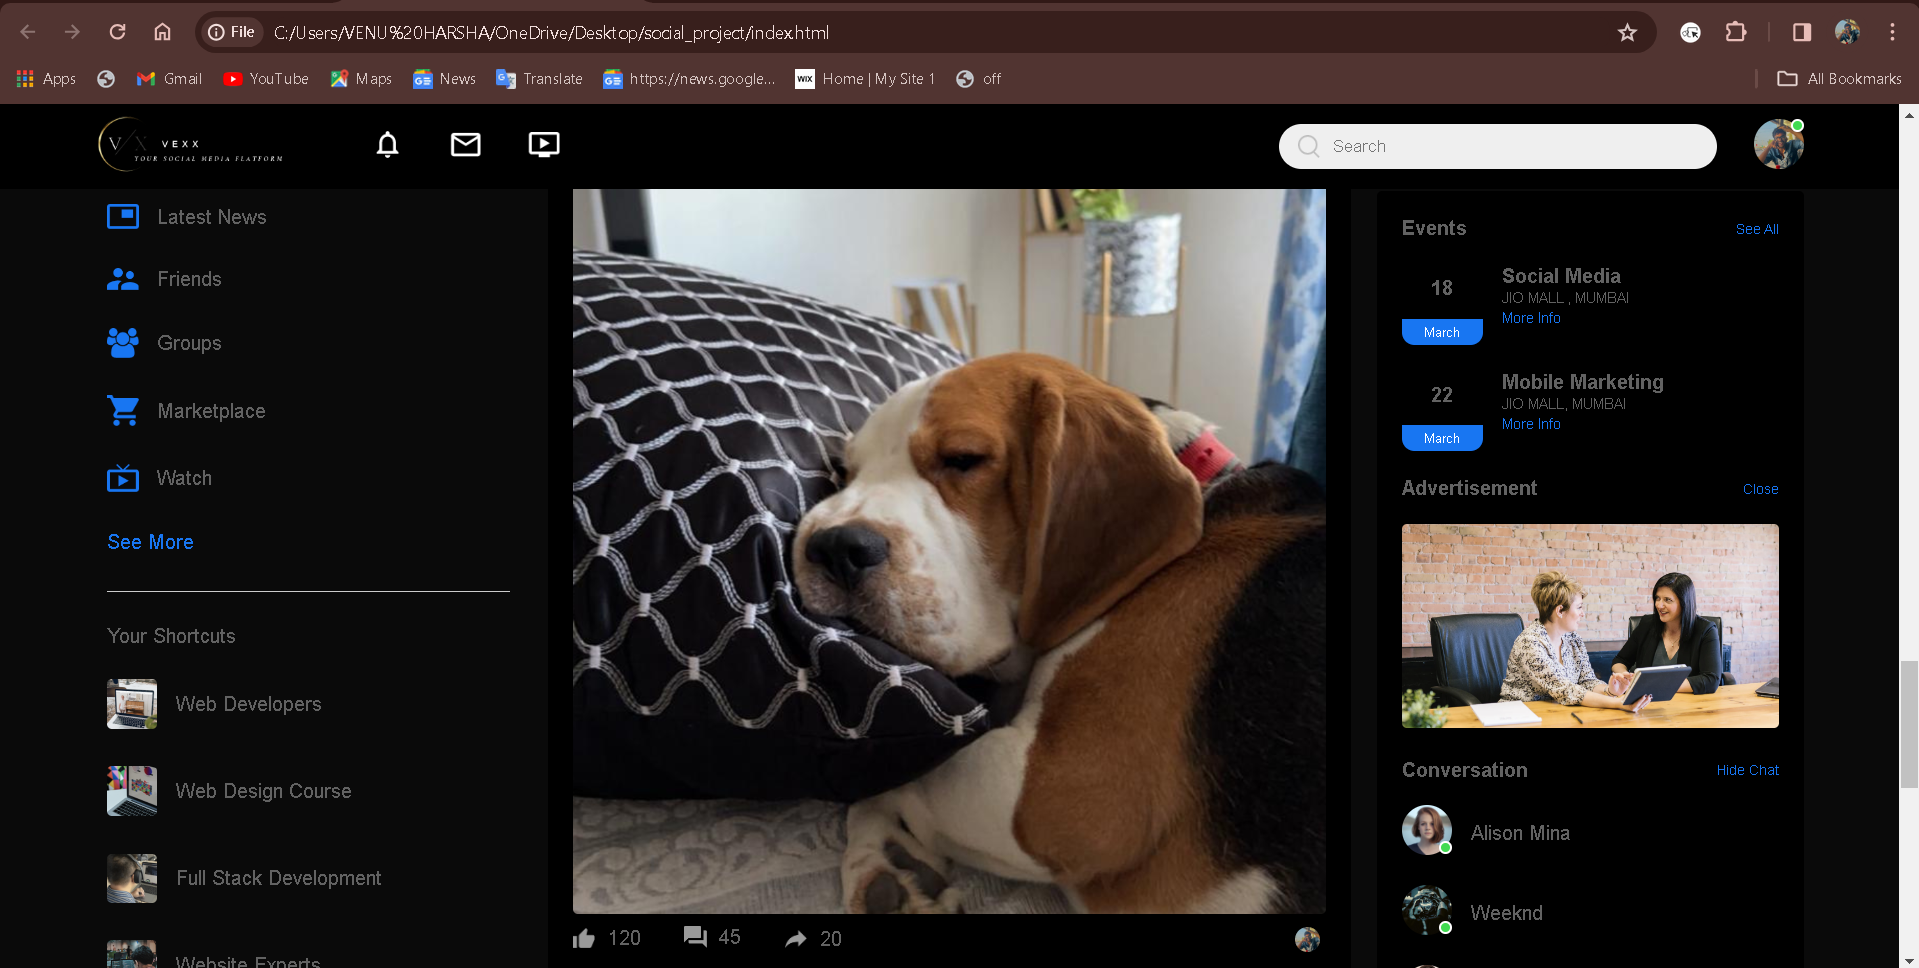 File C:/Users/VENU%20HARSHA/OneDrive/Desktop/social_project/index.html
Apps Gmail YouTube Maps News Translate https://news.google... WIX Home | My Site 1 off All Bookmarks
VEXX
YOUR SOCIAL MEDIA FLATFORM
Search
Latest News
Friends
Groups
Marketplace
Watch
See More
Your Shortcuts
Web Developers
Web Design Course
Full Stack Development
Website Experts
120 45 20
Events See All
18
March
Social Media
JIO MALL , MUMBAI
More Info
22
March
Mobile Marketing
JIO MALL, MUMBAI
More Info
Advertisement Close
Conversation Hide Chat
Alison Mina
Weeknd